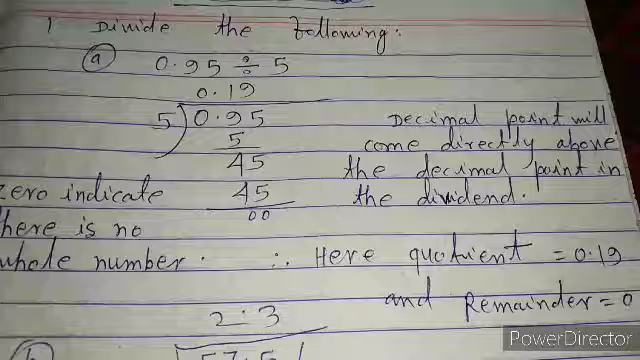 1 Divide the following:
(a) 0.95 ÷ 5
0.19
5)0.95
5
45
45
00
Decimal point will
come directly above
the decimal point in
the dividend.
zero indicate
here is no
whole number.
∴ Here quotient = 0.19
and Remainder = 0
2.3
(b)
57.5
PowerDirector